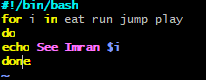 #!/bin/bash
for i in eat run jump play
do
echo See Imran $i
done
~